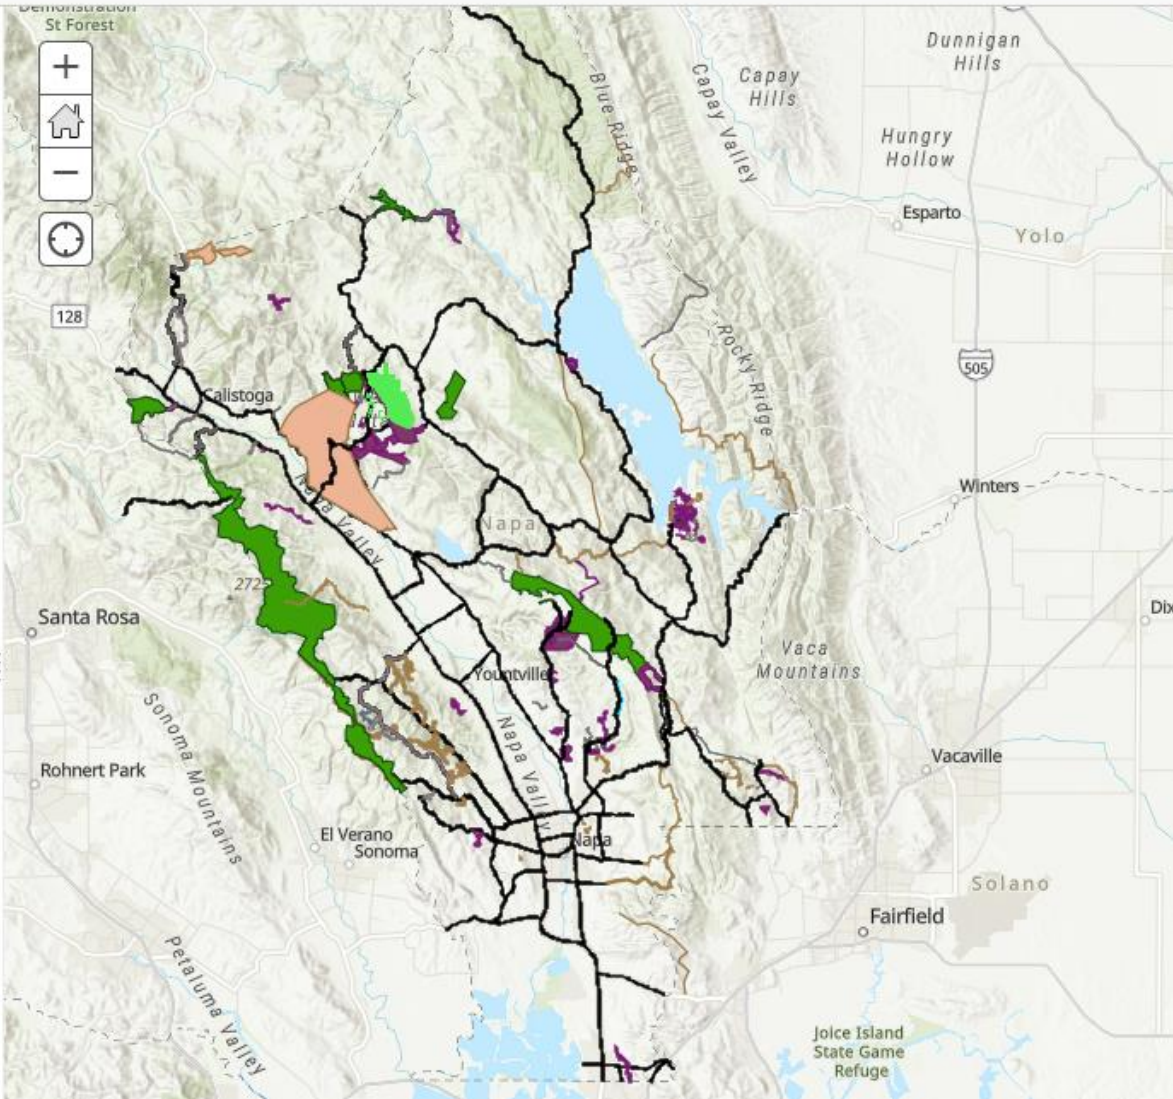 Demonstration
St Forest
Dunnigan
Hills
Blue Ridge
Capay Valley
Capay
Hills
Hungry
Hollow
Esparto
Yolo
128
Rocky Ridge
505
Calistoga
Winters
Napa Valley
Napa
2725
Santa Rosa
Dix
Vaca
Mountains
Yountville
Sonoma Mountains
Napa Valley
Vacaville
Rohnert Park
El Verano
Sonoma
Napa
Solano
Fairfield
Petaluma Valley
Joice Island
State Game
Refuge